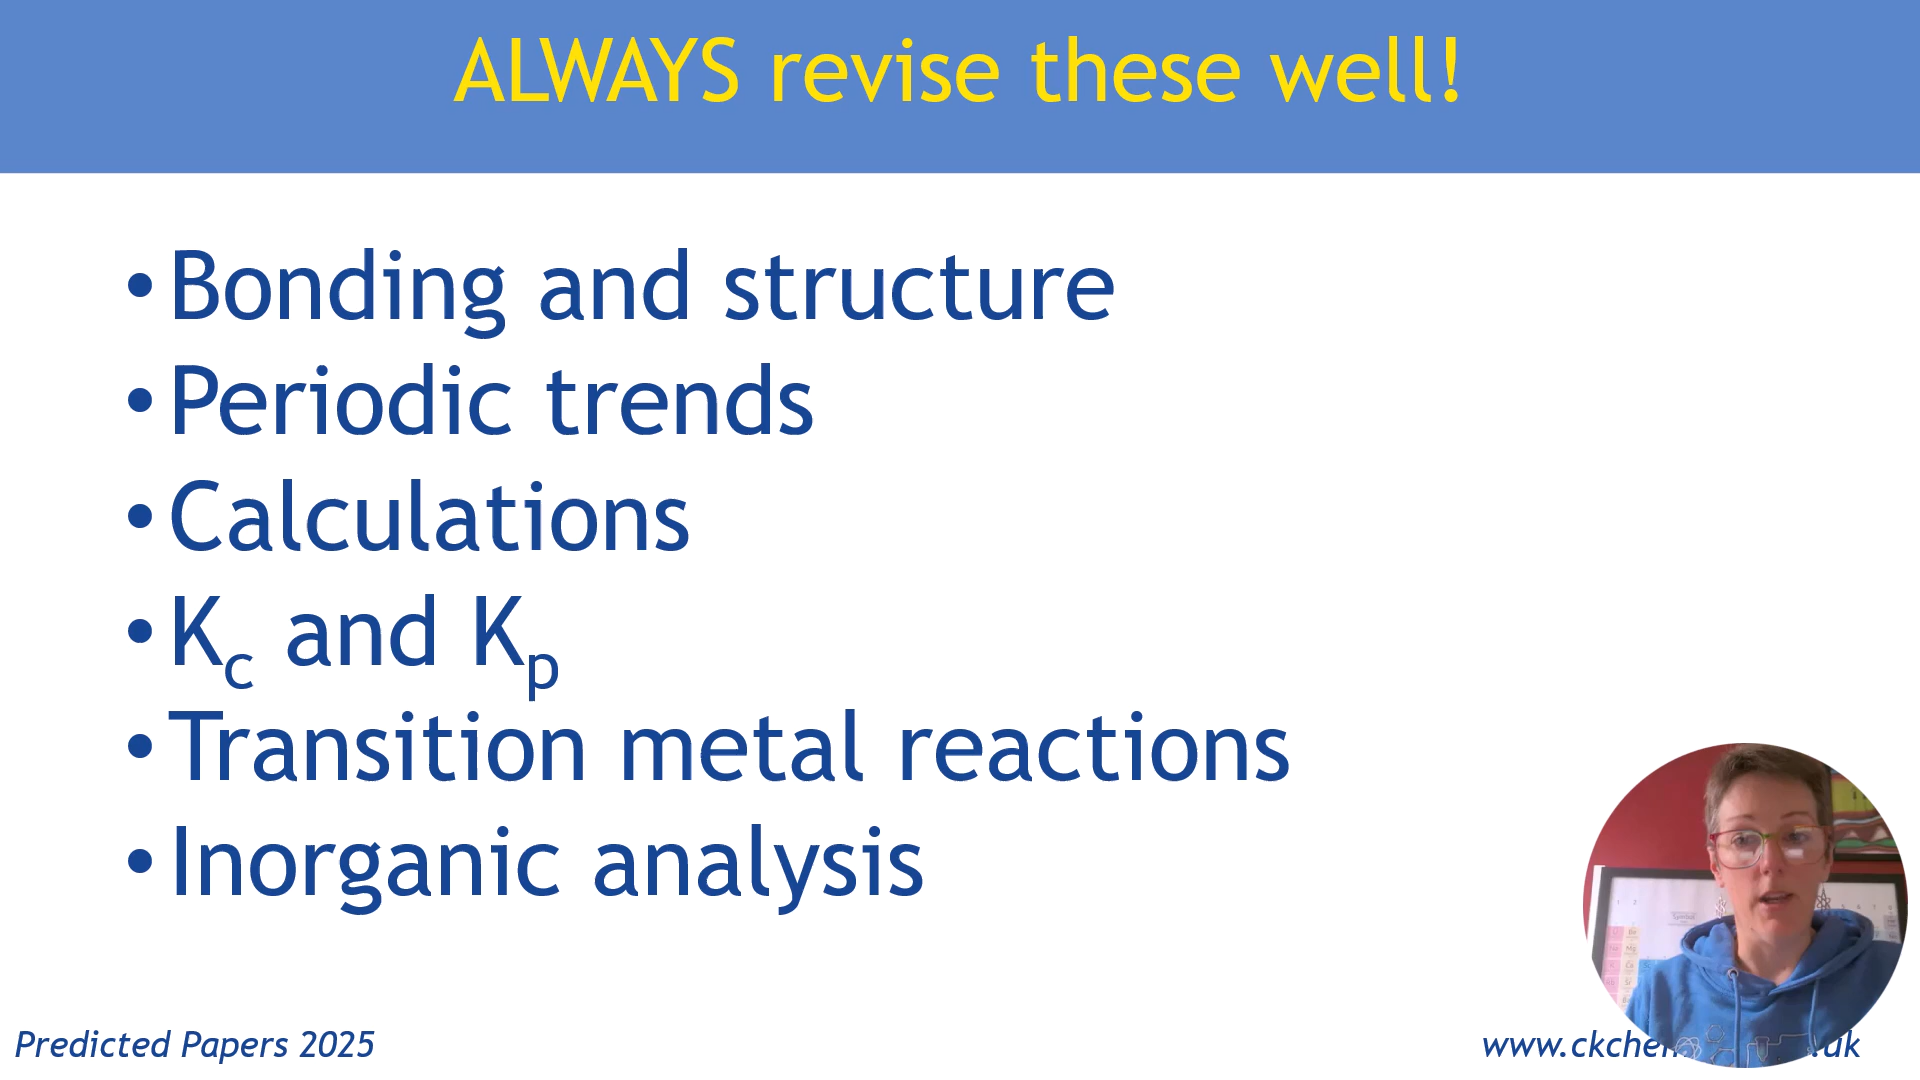 ALWAYS revise these well!
•Bonding and structure
•Periodic trends
•Calculations
•Kc and Kp
•Transition metal reactions
•Inorganic analysis
Predicted Papers 2025